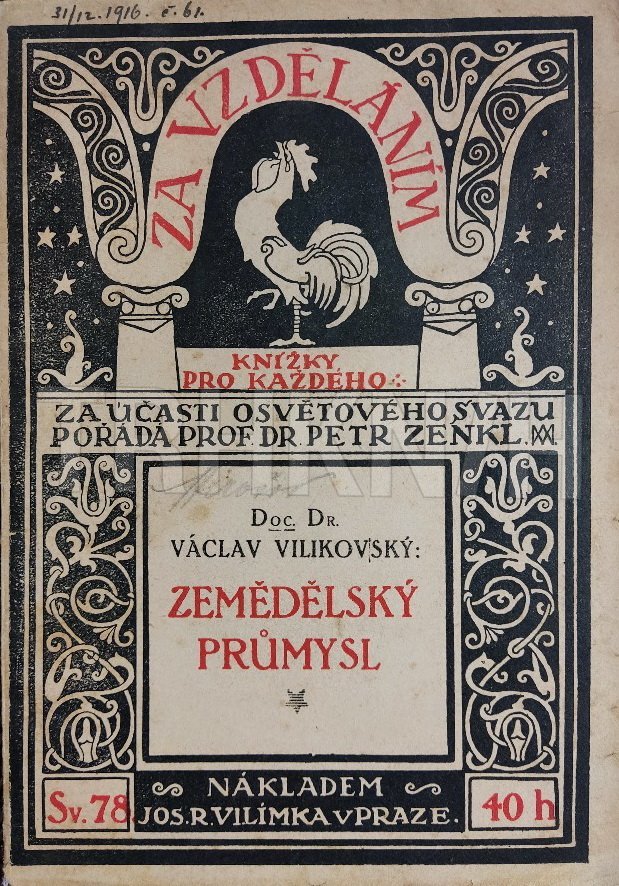 31/12.1916. č. 61.
ZA VZDĚLÁNÍM
KNÍŽKY
PRO KAŽDÉHO
ZA ÚČASTI OSVĚTOVÉHO SVAZU
POŘÁDÁ PROF. DR. PETR ZENKL.
DOC. DR.
VÁCLAV VILIKOVSKÝ:
ZEMĚDĚLSKÝ
PRŮMYSL
NÁKLADEM
JOS. R. VILÍMKA V PRAZE.
Sv. 78
40 h